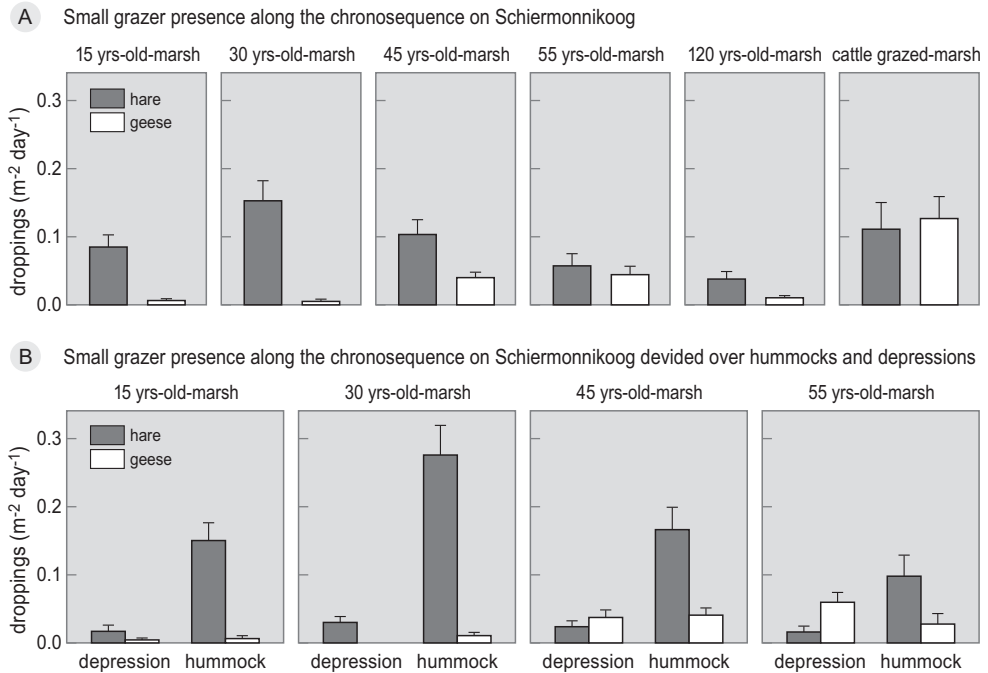 A Small grazer presence along the chronosequence on Schiermonnikoog
15 yrs-old-marsh 30 yrs-old-marsh 45 yrs-old-marsh 55 yrs-old-marsh 120 yrs-old-marsh cattle grazed-marsh
hare
geese
droppings (m⁻² day⁻¹)
0.3
0.2
0.1
0.0
B Small grazer presence along the chronosequence on Schiermonnikoog devided over hummocks and depressions
15 yrs-old-marsh 30 yrs-old-marsh 45 yrs-old-marsh 55 yrs-old-marsh
hare
geese
droppings (m⁻² day⁻¹)
0.3
0.2
0.1
0.0
depression hummock depression hummock depression hummock depression hummock